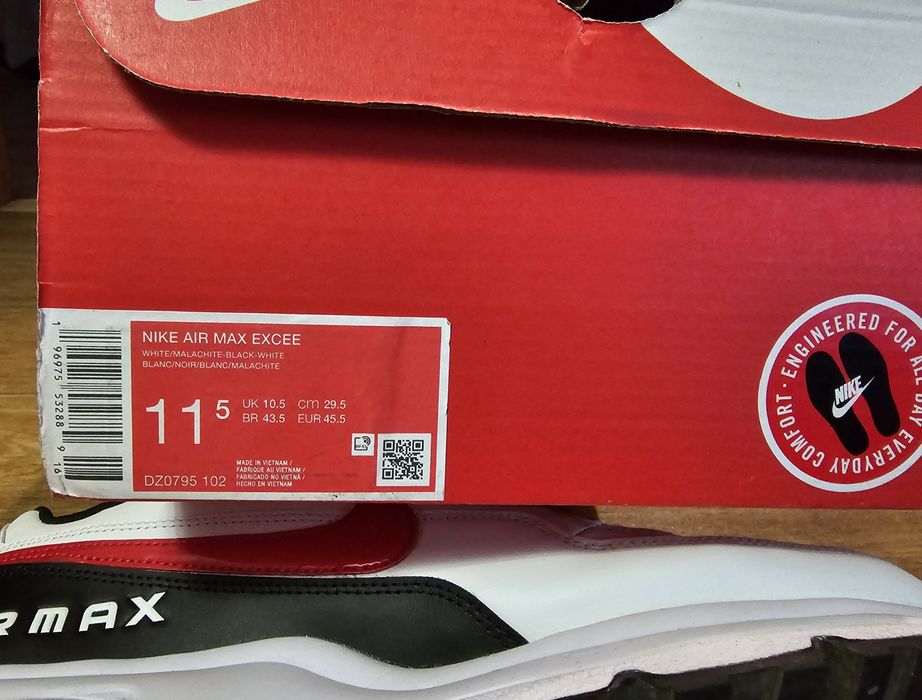 NIKE AIR MAX EXCEE
WHITE/MALACHITE-BLACK-WHITE
BLANC/NOIR/BLANC/MALACHITE
11 5
UK 10.5 cm 29.5
BR 43.5 EUR 45.5
MADE IN VIETNAM /
FABRIQUE AU VIETNAM /
FABRICADO NO VIETNÃ /
HECHO EN VIETNAM
DZ0795 102
1 96975 53288 9 16
ENGINEERED FOR ALL DAY EVERYDAY COMFORT ·
NIKE
R MAX